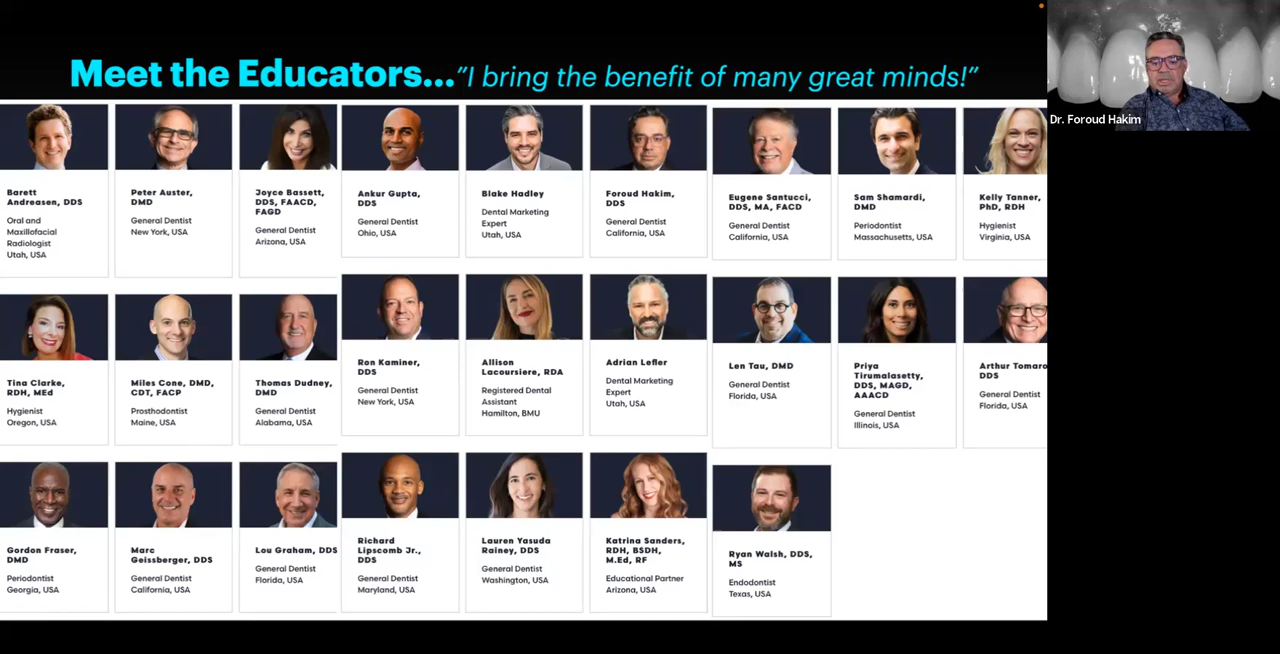 Meet the Educators..."I bring the benefit of many great minds!"
Dr. Foroud Hakim
Barett
Andreasen, DDS
Oral and
Maxillofacial
Radiologist
Utah, USA
Peter Auster,
DMD
General Dentist
New York, USA
Joyce Bassett,
DDS, FAACD,
FAGD
General Dentist
Arizona, USA
Ankur Gupta,
DDS
General Dentist
Ohio, USA
Blake Hadley
Dental Marketing
Expert
Utah, USA
Foroud Hakim,
DDS
General Dentist
California, USA
Eugene Santucci,
DDS, MA, FACD
General Dentist
California, USA
Sam Shamardi,
DMD
Periodontist
Massachusetts, USA
Kelly Tanner,
PhD, RDH
Hygienist
Virginia, USA
Tina Clarke,
RDH, MEd
Hygienist
Oregon, USA
Miles Cone, DMD,
CDT, FACP
Prosthodontist
Maine, USA
Thomas Dudney,
DMD
General Dentist
Alabama, USA
Ron Kaminer,
DDS
General Dentist
New York, USA
Allison
Lacoursiere, RDA
Registered Dental
Assistant
Hamilton, BMU
Adrian Lefler
Dental Marketing
Expert
Utah, USA
Len Tau, DMD
General Dentist
Florida, USA
Priya
Tirumalasetty,
DDS, MAGD,
AAACD
General Dentist
Illinois, USA
Arthur Tomaro
DDS
General Dentist
Florida, USA
Gordon Fraser,
DMD
Periodontist
Georgia, USA
Marc
Geissberger, DDS
General Dentist
California, USA
Lou Graham, DDS
General Dentist
Florida, USA
Richard
Lipscomb Jr.,
DDS
General Dentist
Maryland, USA
Lauren Yasuda
Rainey, DDS
General Dentist
Washington, USA
Katrina Sanders,
RDH, BSDH,
M.Ed, RF
Educational Partner
Arizona, USA
Ryan Walsh, DDS,
MS
Endodontist
Texas, USA